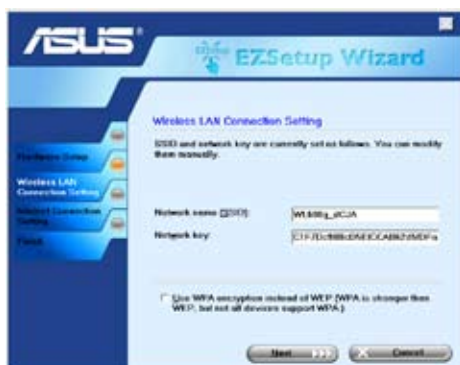 ASUS
EZSetup Wizard
Wireless LAN Connection Setting
SSID and network key are currently set as follows. You can modify
them manually.
Hardware Setup
Wireless LAN
Connection Setting
Internet Connection
Setting
Finish
Network name (SSID):
Network key:
Use WPA encryption instead of WEP (WPA is stronger than
WEP, but not all devices support WPA.)
Next
Cancel